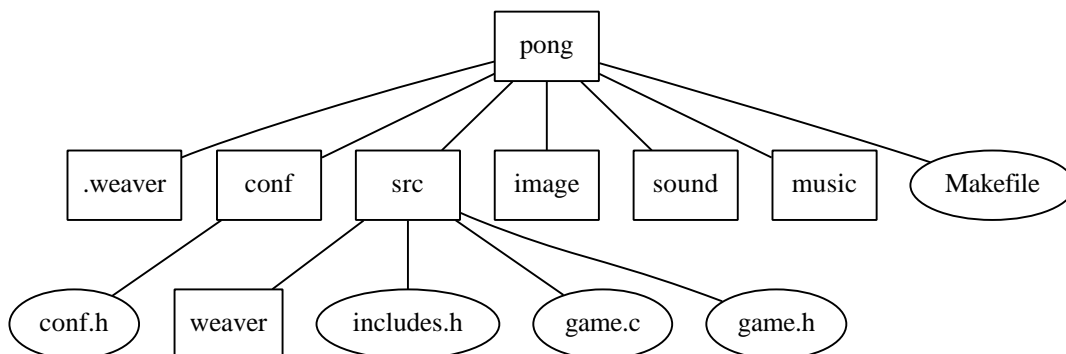 pong
.weaver conf src image sound music Makefile
conf.h weaver includes.h game.c game.h